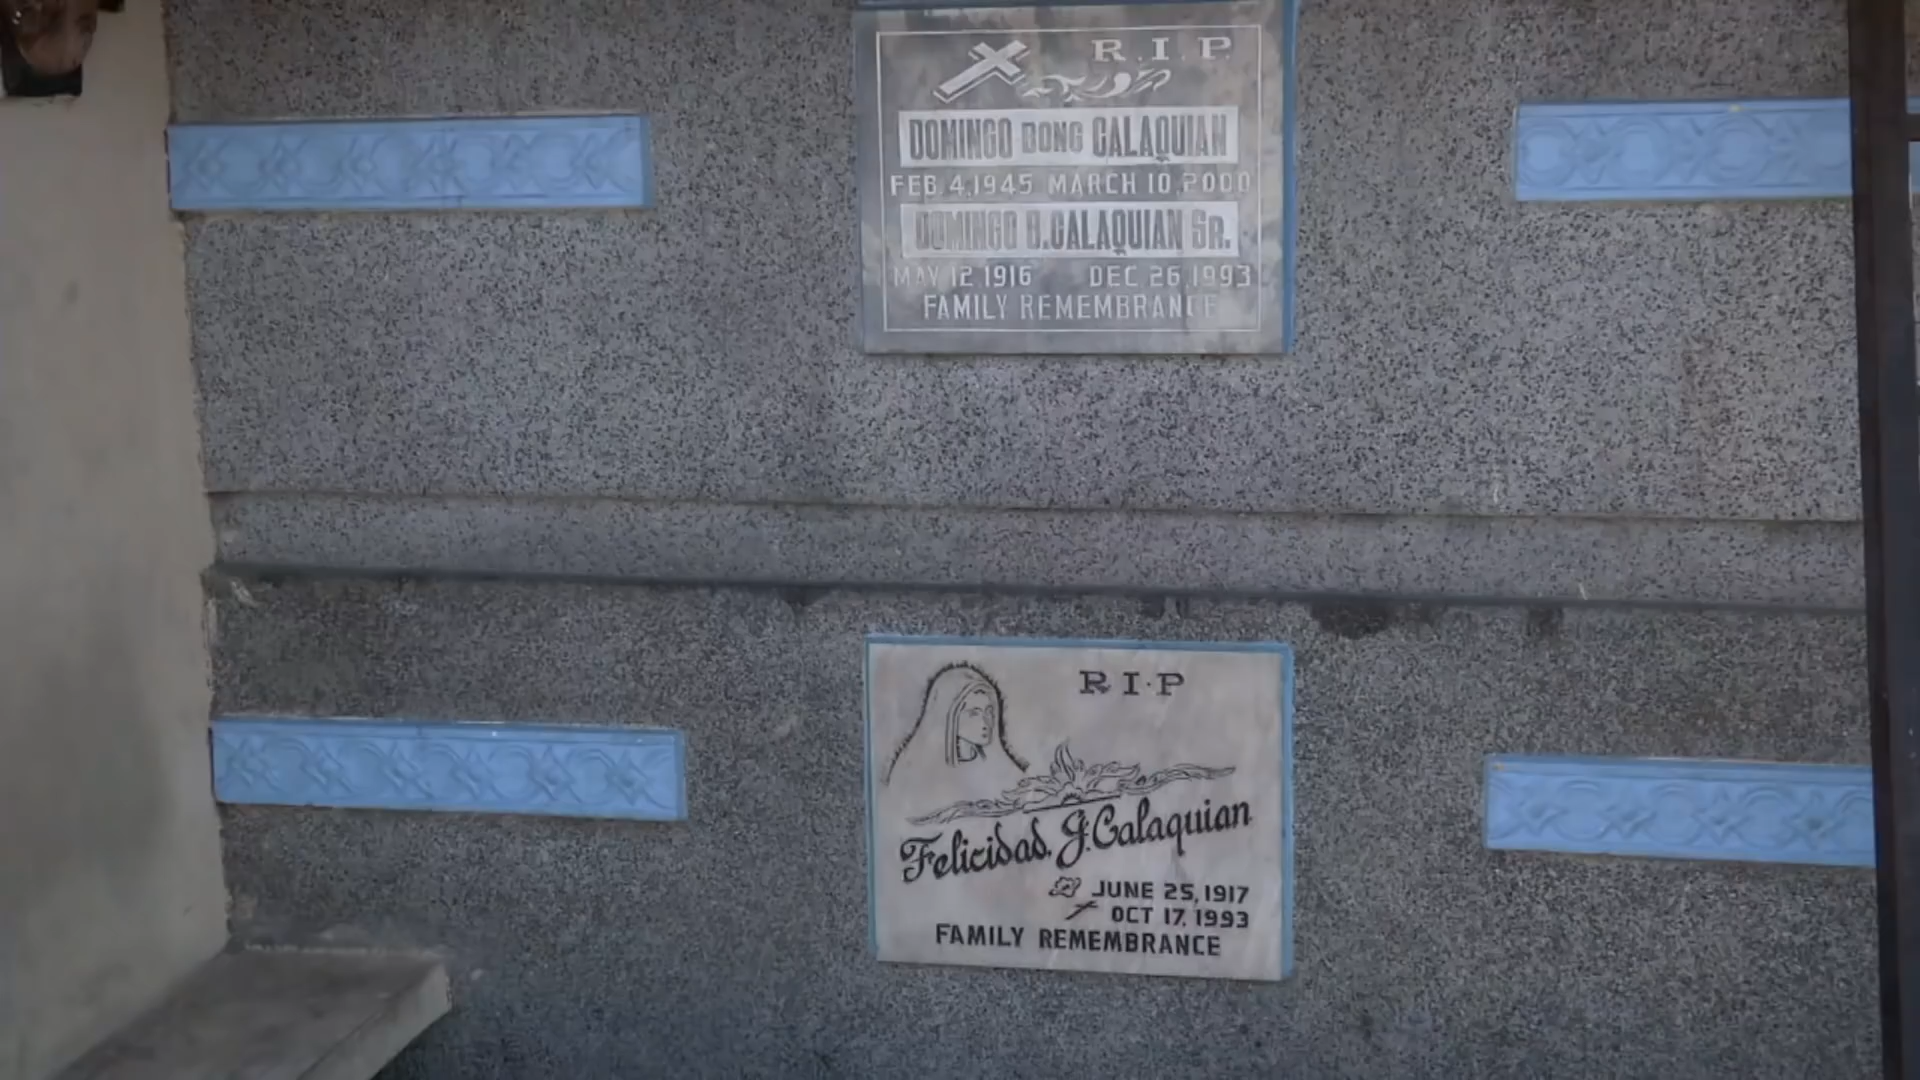 R.I.P.
DOMINGO DONG CALAQUIAN
FEB.4,1945 MARCH 10,2000
DOMINGO D.CALAQUIAN SR.
MAY 12 1916 DEC 26,1993
FAMILY REMEMBRANCE
R.I.P
Felicidad. G. Calaquian
JUNE 25,1917
OCT 17, 1993
FAMILY REMEMBRANCE